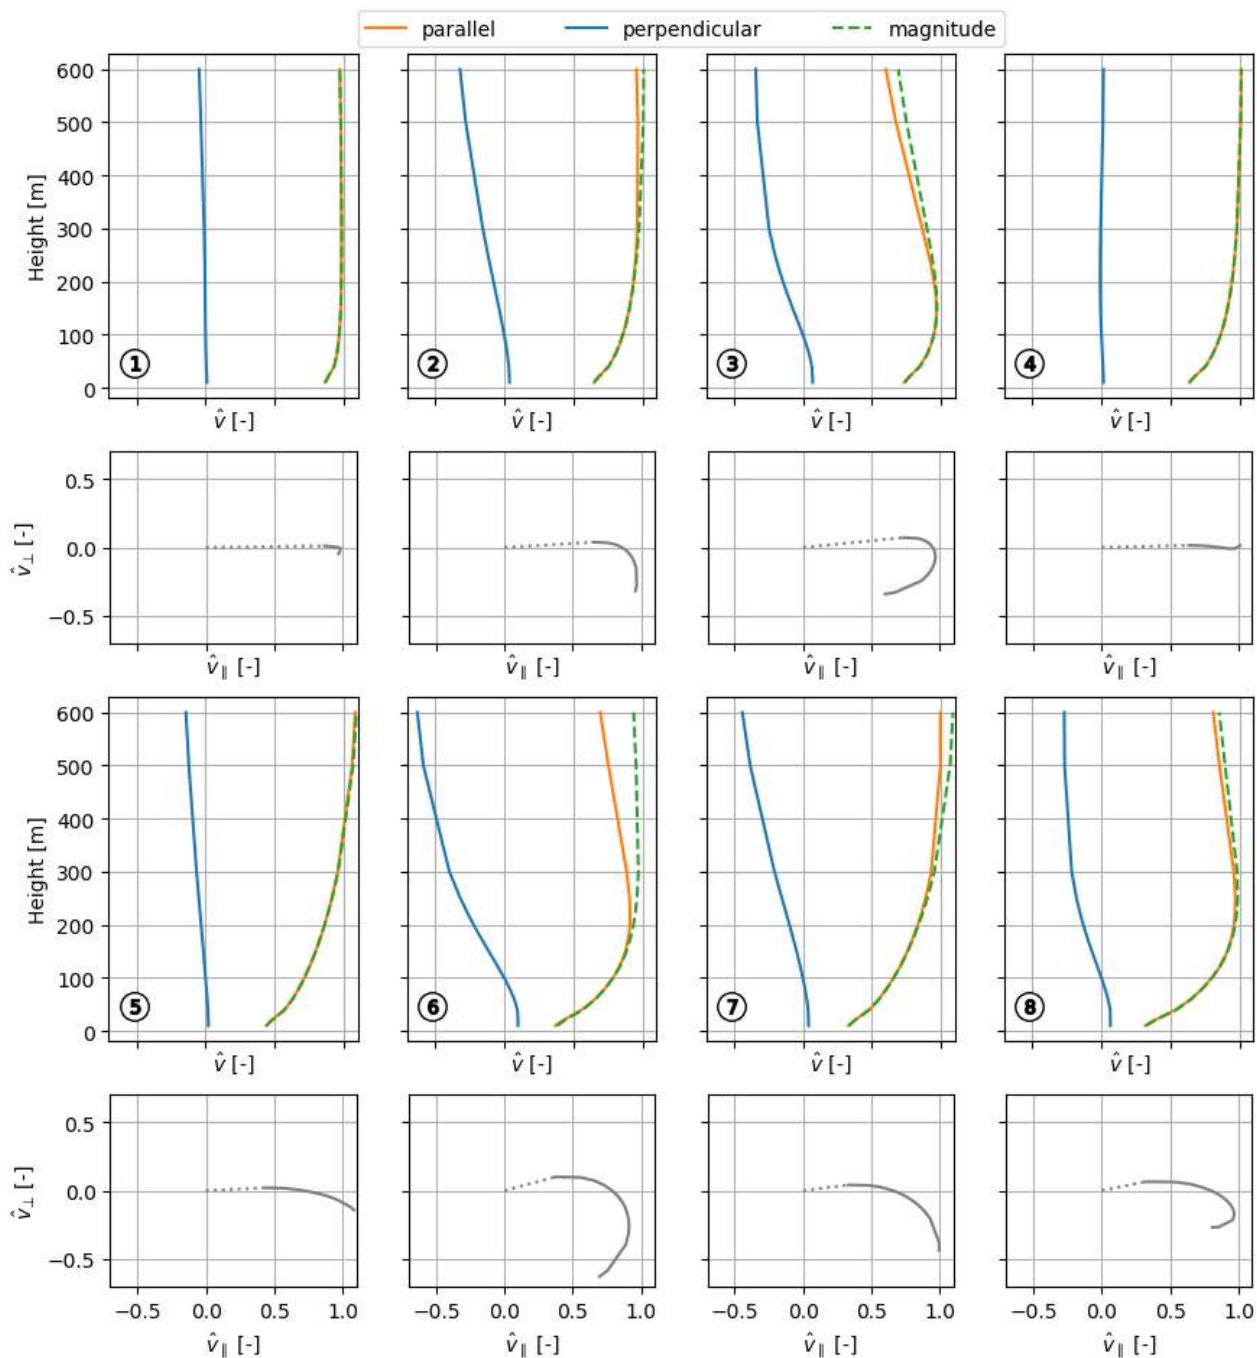 parallel perpendicular magnitude
600
500
400
300
200
100
0
Height [m]
1 2 3 4
v̂ [-] v̂ [-] v̂ [-] v̂ [-]
0.5
0.0
−0.5
v̂⊥ [-]
v̂∥ [-] v̂∥ [-] v̂∥ [-] v̂∥ [-]
600
500
400
300
200
100
0
Height [m]
5 6 7 8
v̂ [-] v̂ [-] v̂ [-] v̂ [-]
0.5
0.0
−0.5
v̂⊥ [-]
−0.5 0.0 0.5 1.0 −0.5 0.0 0.5 1.0 −0.5 0.0 0.5 1.0 −0.5 0.0 0.5 1.0
v̂∥ [-] v̂∥ [-] v̂∥ [-] v̂∥ [-]